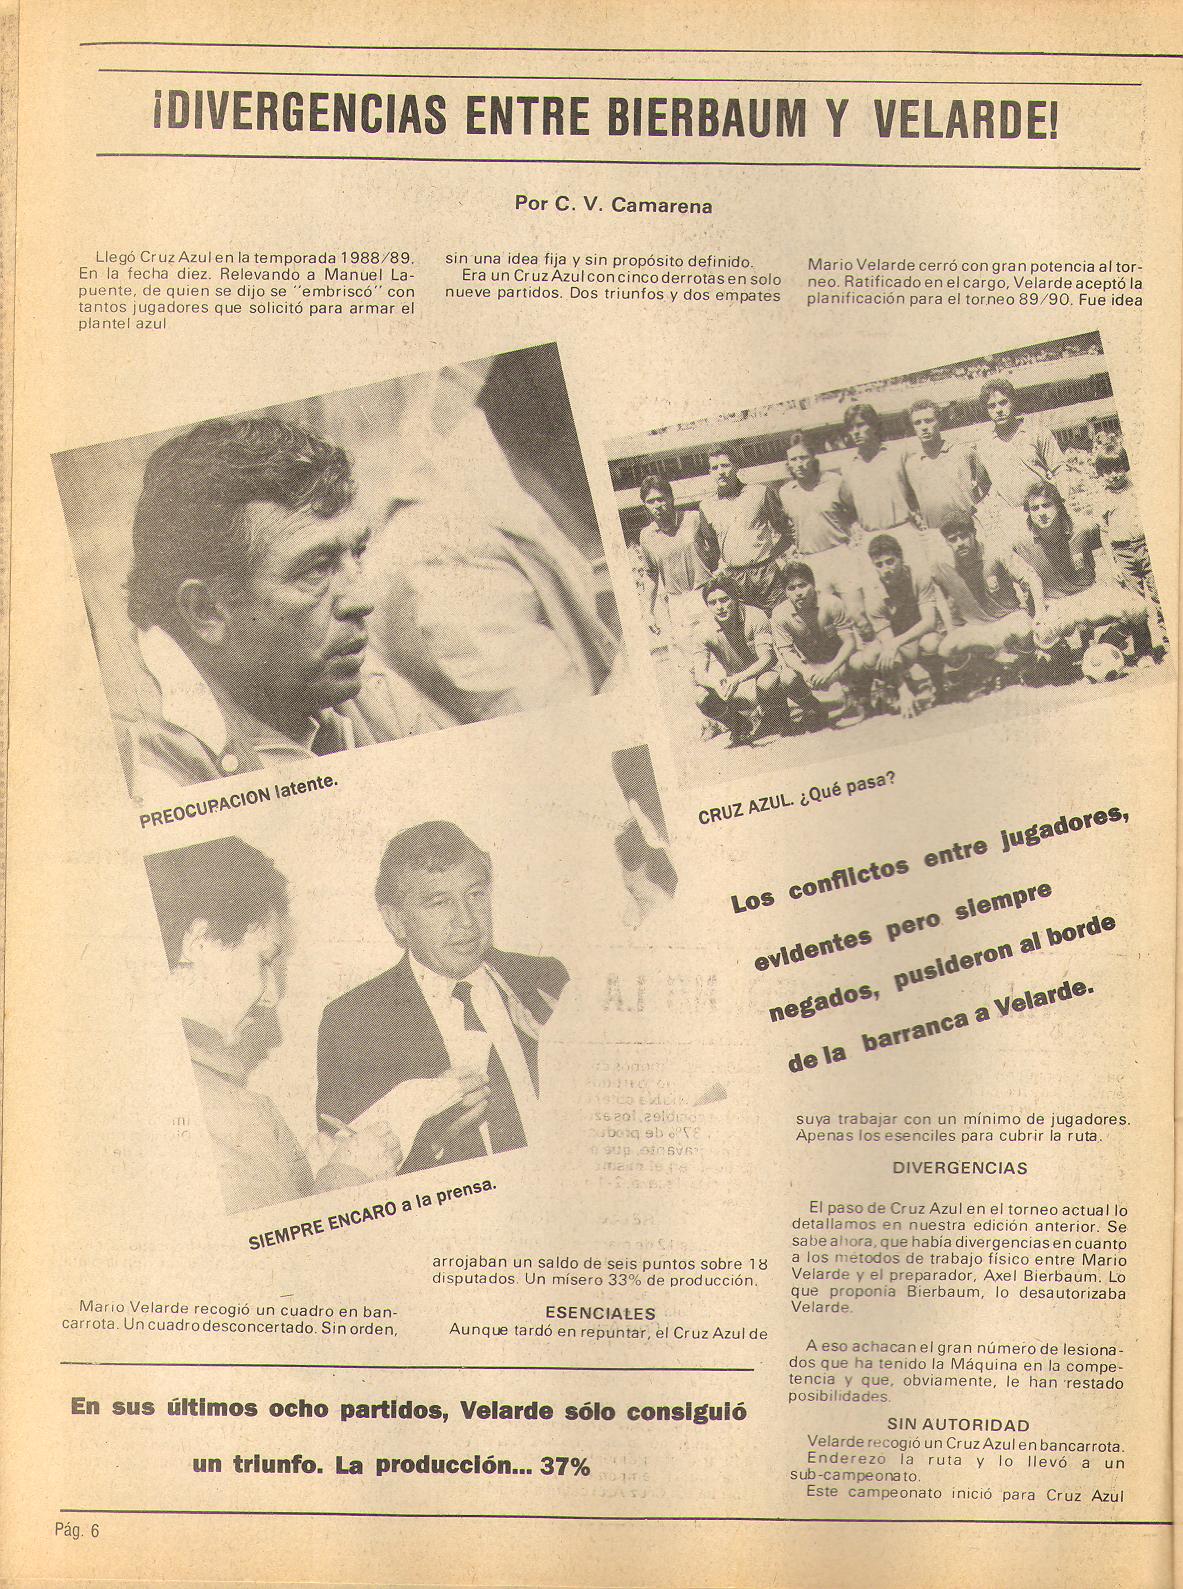 ¡DIVERGENCIAS ENTRE BIERBAUM Y VELARDE!
Por C. V. Camarena
Llegó Cruz Azul en la temporada 1988/89.
En la fecha diez. Relevando a Manuel La-
puente, de quien se dijo se "embriscó" con
tantos jugadores que solicitó para armar el
plantel azul
PREOCUPACION latente.
SIEMPRE ENCARO a la prensa.
Mario Velarde recogió un cuadro en ban-
carrota. Un cuadro desconcertado. Sin orden,
sin una idea fija y sin propósito definido.
Era un Cruz Azul con cinco derrotas en solo
nueve partidos. Dos triunfos y dos empates
arrojaban un saldo de seis puntos sobre 18
disputados. Un mísero 33% de producción.
ESENCIALES
Aunque tardó en repuntar, el Cruz Azul de
Mario Velarde cerró con gran potencia al tor-
neo. Ratificado en el cargo, Velarde aceptó la
planificación para el torneo 89/90. Fue idea
CRUZ AZUL. ¿Qué pasa?
Los conflictos entre jugadores,
evidentes pero siempre
negados, pusideron al borde
de la barranca a Velarde.
suya trabajar con un mínimo de jugadores.
Apenas los esenciles para cubrir la ruta.
DIVERGENCIAS
El paso de Cruz Azul en el torneo actual lo
detallamos en nuestra edición anterior. Se
sabe ahora, que había divergencias en cuanto
a los métodos de trabajo físico entre Mario
Velarde y el preparador, Axel Bierbaum. Lo
que proponía Bierbaum, lo desautorizaba
Velarde.
A eso achacan el gran número de lesiona-
dos que ha tenido la Máquina en la compe-
tencia y que, obviamente, le han restado
posibilidades.
SIN AUTORIDAD
Velarde recogió un Cruz Azul en bancarrota.
Enderezó la ruta y lo llevó a un
sub-campeonato.
Este campeonato inició para Cruz Azul
En sus últimos ocho partidos, Velarde sólo consiguió
un triunfo. La producción... 37%
Pág. 6